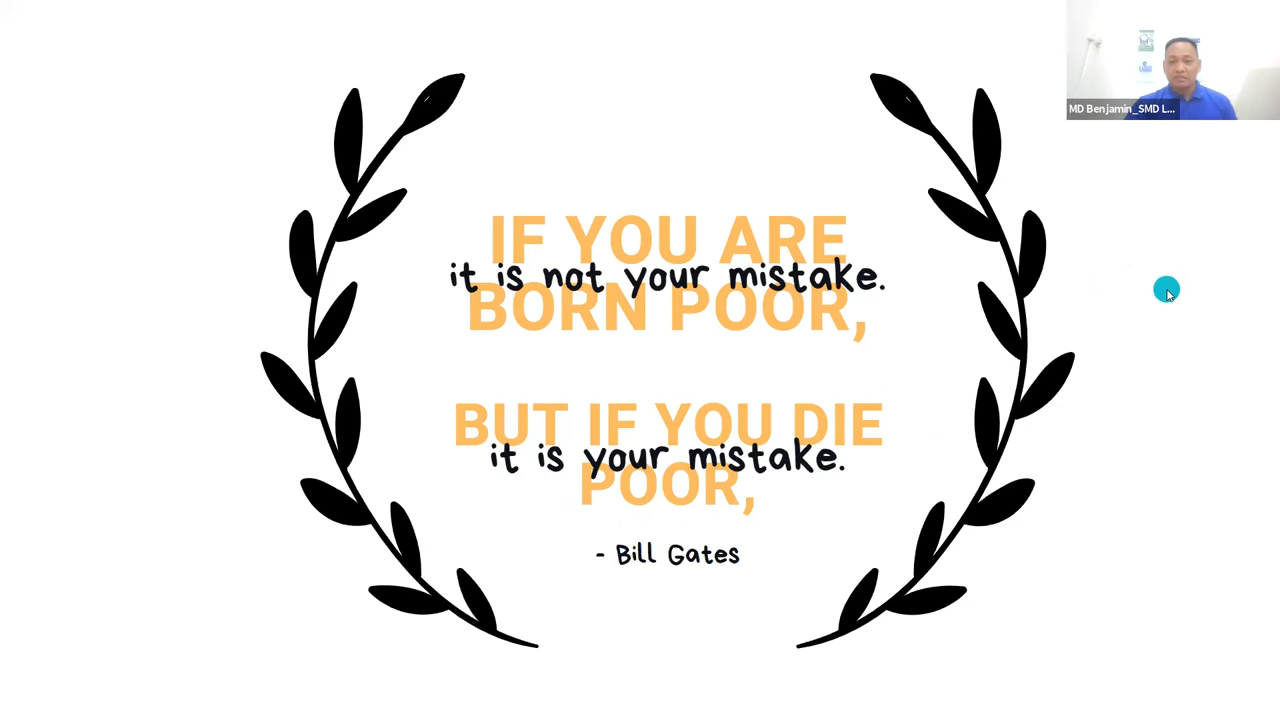 IF YOU ARE
it is not your mistake.
BORN POOR,
BUT IF YOU DIE
it is your mistake.
POOR,
- Bill Gates
MD Benjamin_SMD L...